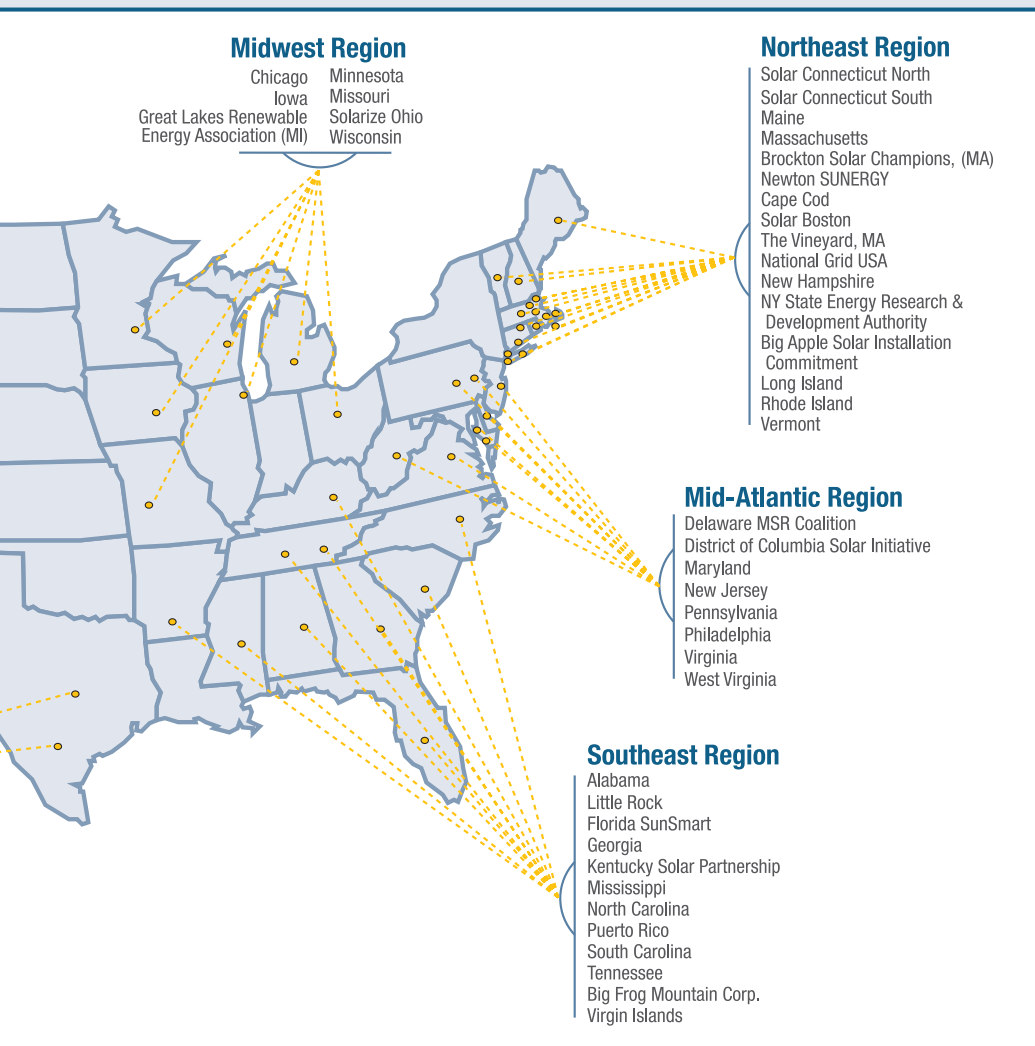 Midwest Region
Chicago
Iowa
Great Lakes Renewable
Energy Association (MI)
Minnesota
Missouri
Solarize Ohio
Wisconsin
Northeast Region
Solar Connecticut North
Solar Connecticut South
Maine
Massachusetts
Brockton Solar Champions, (MA)
Newton SUNERGY
Cape Cod
Solar Boston
The Vineyard, MA
National Grid USA
New Hampshire
NY State Energy Research &
Development Authority
Big Apple Solar Installation
Commitment
Long Island
Rhode Island
Vermont
Mid-Atlantic Region
Delaware MSR Coalition
District of Columbia Solar Initiative
Maryland
New Jersey
Pennsylvania
Philadelphia
Virginia
West Virginia
Southeast Region
Alabama
Little Rock
Florida SunSmart
Georgia
Kentucky Solar Partnership
Mississippi
North Carolina
Puerto Rico
South Carolina
Tennessee
Big Frog Mountain Corp.
Virgin Islands